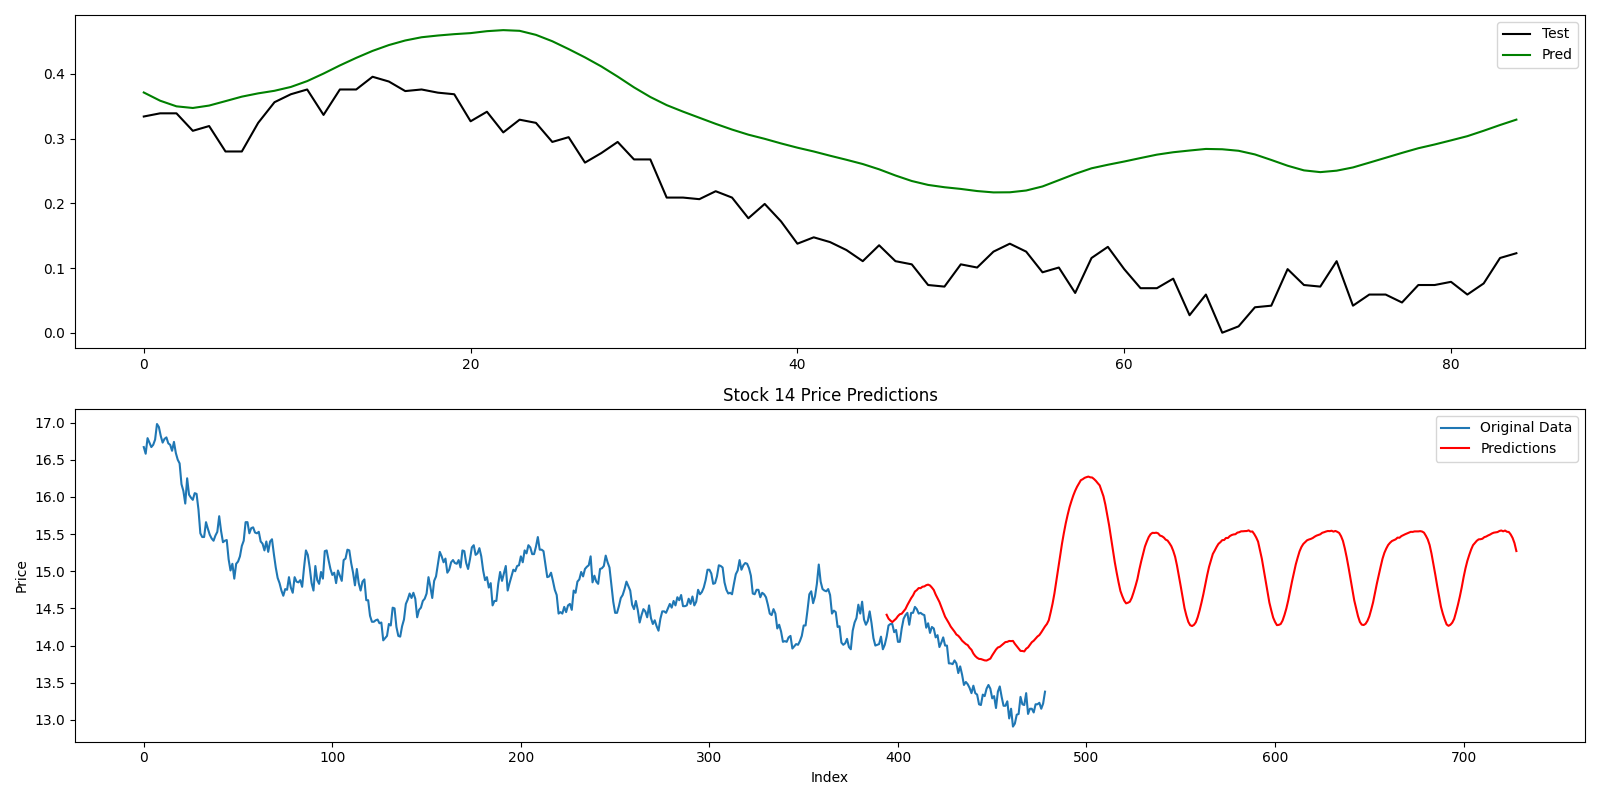 Test
Pred
0.4
0.3
0.2
0.1
0.0
0 20 40 60 80
Stock 14 Price Predictions
Original Data
Predictions
17.0
16.5
16.0
15.5
15.0
14.5
14.0
13.5
13.0
Price
0 100 200 300 400 500 600 700
Index